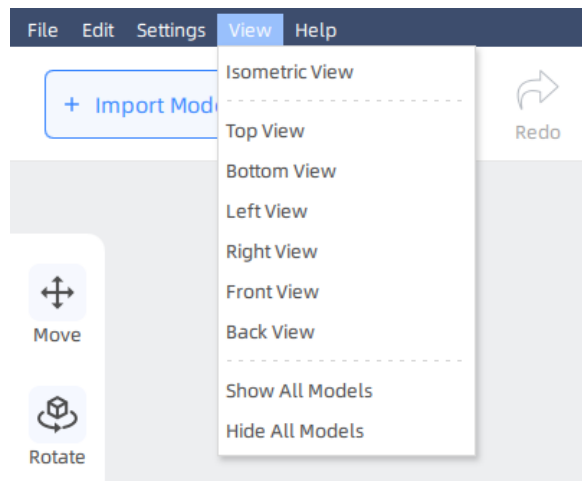 File Edit Settings View Help
+ Import Mod
Redo
Isometric View
Top View
Bottom View
Left View
Right View
Front View
Back View
Show All Models
Hide All Models
Move
Rotate